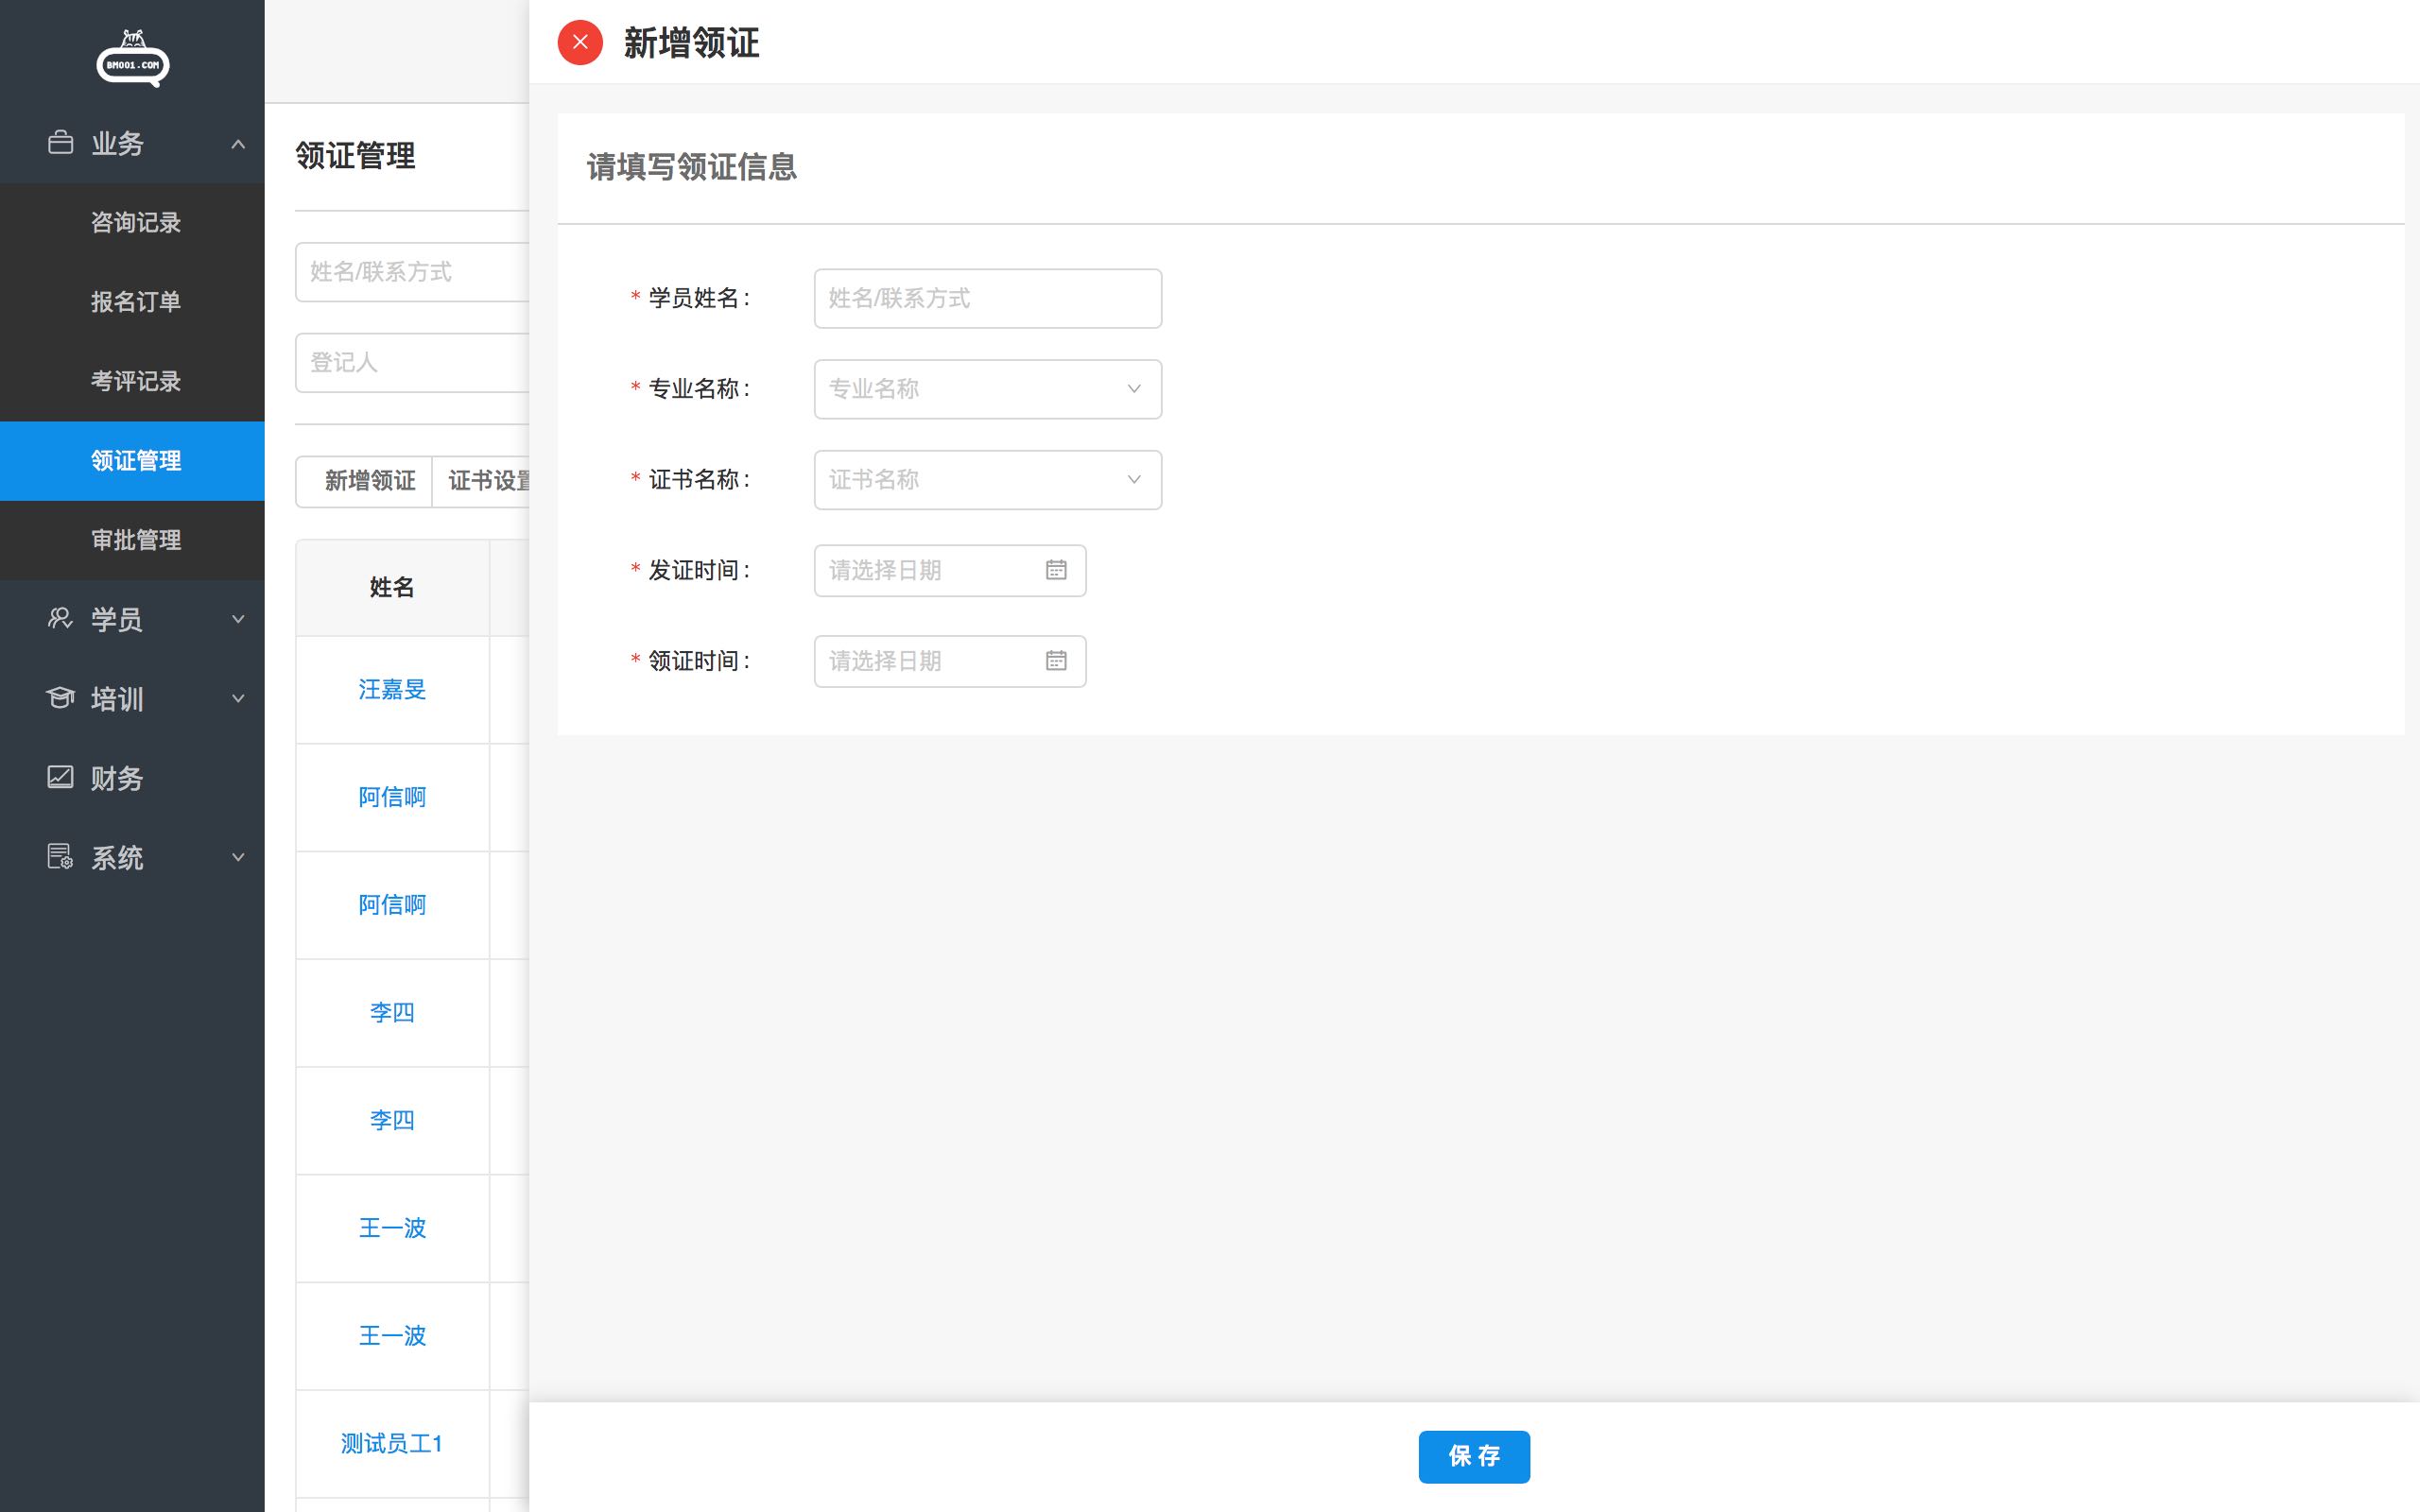 BM001.COM
业务
咨询记录
报名订单
考评记录
领证管理
审批管理
学员
培训
财务
系统
领证管理
姓名/联系方式
登记人
新增领证
证书设置
姓名
汪嘉旻
阿信啊
阿信啊
李四
李四
王一波
王一波
测试员工1
新增领证
请填写领证信息
* 学员姓名: 姓名/联系方式
* 专业名称: 专业名称
* 证书名称: 证书名称
* 发证时间: 请选择日期
* 领证时间: 请选择日期
保 存